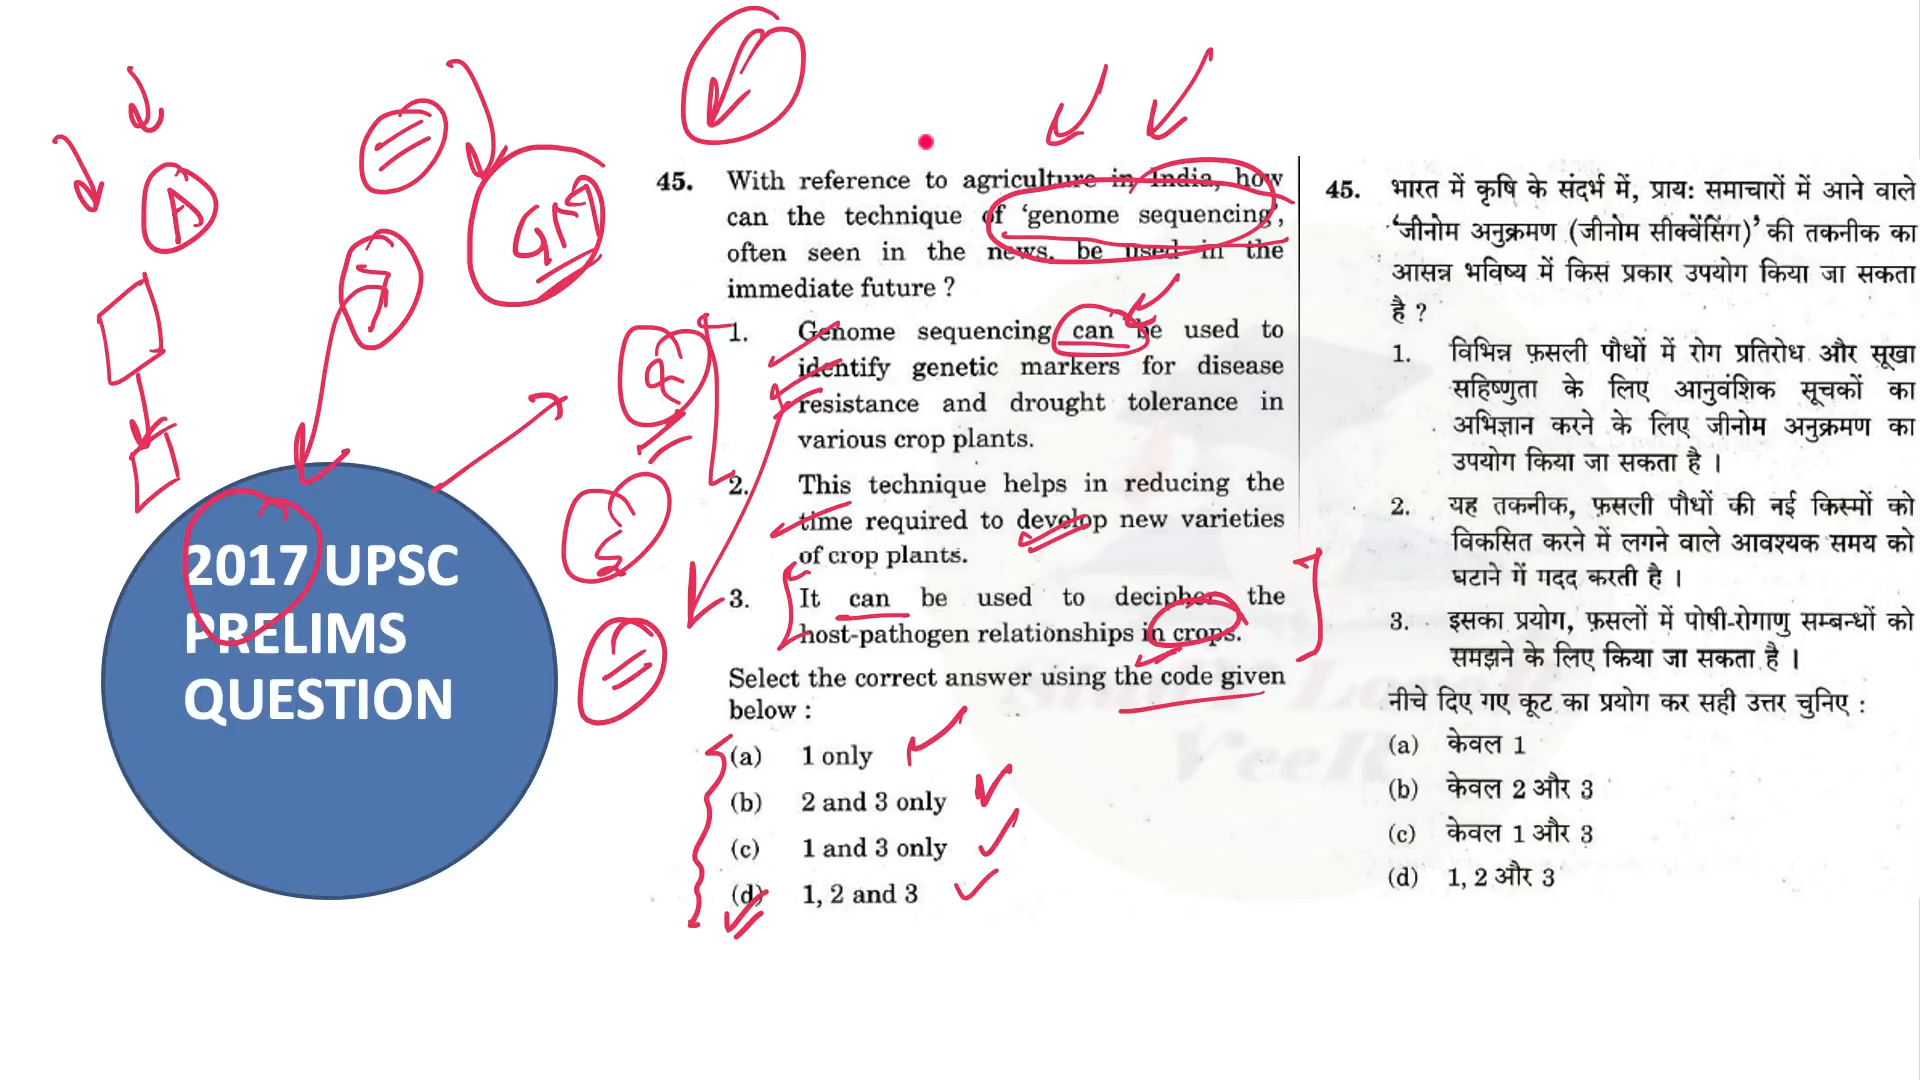 A
GM
2017 UPSC
PRELIMS
QUESTION
45. With reference to agriculture in India, how
can the technique of 'genome sequencing',
often seen in the news, be used in the
immediate future ?
1. Genome sequencing can be used to
identify genetic markers for disease
resistance and drought tolerance in
various crop plants.
2. This technique helps in reducing the
time required to develop new varieties
of crop plants.
3. It can be used to decipher the
host-pathogen relationships in crops.
Select the correct answer using the code given
below :
(a) 1 only
(b) 2 and 3 only
(c) 1 and 3 only
(d) 1, 2 and 3
45. भारत में कृषि के संदर्भ में, प्राय: समाचारों में आने वाले
'जीनोम अनुक्रमण (जीनोम सीक्वेंसिंग)' की तकनीक का
आसन्न भविष्य में किस प्रकार उपयोग किया जा सकता
है ?
1. विभिन्न फ़सली पौधों में रोग प्रतिरोध और सूखा
सहिष्णुता के लिए आनुवंशिक सूचकों का
अभिज्ञान करने के लिए जीनोम अनुक्रमण का
उपयोग किया जा सकता है ।
2. यह तकनीक, फ़सली पौधों की नई किस्मों को
विकसित करने में लगने वाले आवश्यक समय को
घटाने में मदद करती है ।
3. इसका प्रयोग, फ़सलों में पोषी-रोगाणु सम्बन्धों को
समझने के लिए किया जा सकता है ।
नीचे दिए गए कूट का प्रयोग कर सही उत्तर चुनिए :
(a) केवल 1
(b) केवल 2 और 3
(c) केवल 1 और 3
(d) 1, 2 और 3